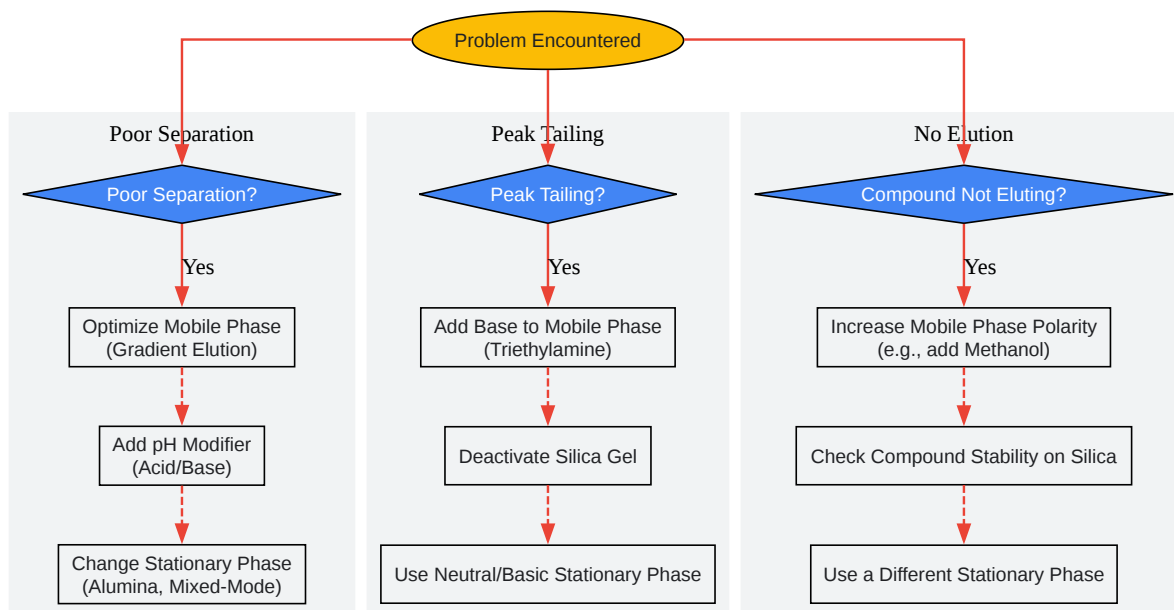 Problem Encountered
Poor Separation
Poor Separation?
Yes
Optimize Mobile Phase
(Gradient Elution)
Add pH Modifier
(Acid/Base)
Change Stationary Phase
(Alumina, Mixed-Mode)
Peak Tailing
Peak Tailing?
Yes
Add Base to Mobile Phase
(Triethylamine)
Deactivate Silica Gel
Use Neutral/Basic Stationary Phase
No Elution
Compound Not Eluting?
Yes
Increase Mobile Phase Polarity
(e.g., add Methanol)
Check Compound Stability on Silica
Use a Different Stationary Phase